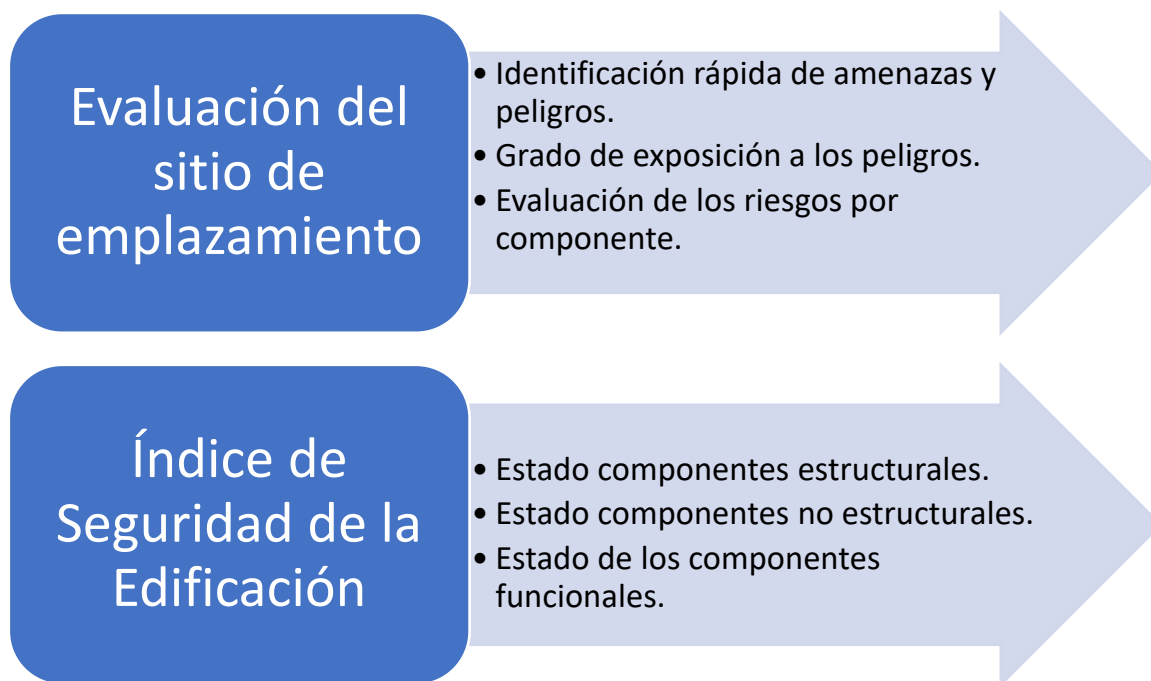 Evaluación del
sitio de
emplazamiento
• Identificación rápida de amenazas y
peligros.
• Grado de exposición a los peligros.
• Evaluación de los riesgos por
componente.
Índice de
Seguridad de la
Edificación
• Estado componentes estructurales.
• Estado componentes no estructurales.
• Estado de los componentes
funcionales.